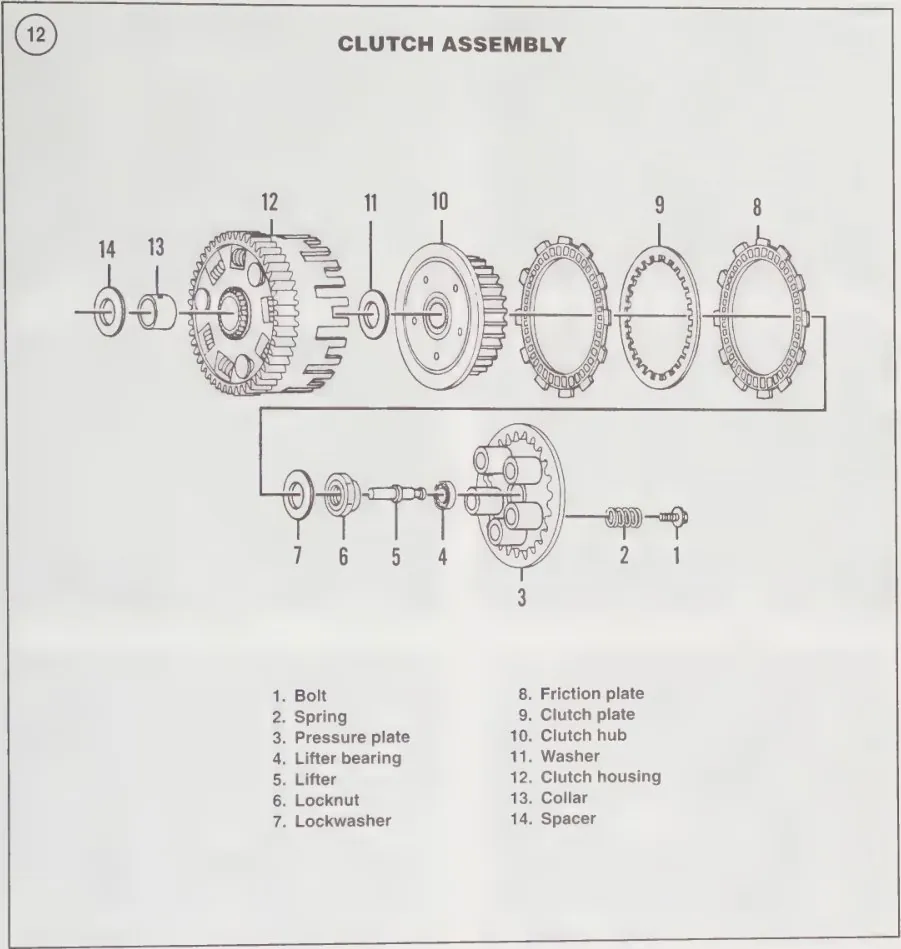 12
CLUTCH ASSEMBLY
12 11 10 9 8
14 13
7 6 5 4 2 1
3
1. Bolt
2. Spring
3. Pressure plate
4. Lifter bearing
5. Lifter
6. Locknut
7. Lockwasher
8. Friction plate
9. Clutch plate
10. Clutch hub
11. Washer
12. Clutch housing
13. Collar
14. Spacer